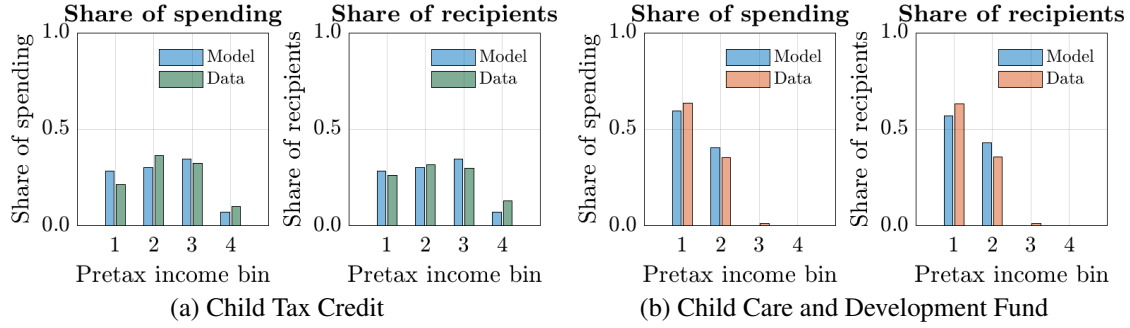 Share of spending
Share of spending
1.0
0.5
0.0
Model
Data
1 2 3 4
Pretax income bin
Share of recipients
Share of recipients
1.0
0.5
0.0
Model
Data
1 2 3 4
Pretax income bin
(a) Child Tax Credit
Share of spending
Share of spending
1.0
0.5
0.0
Model
Data
1 2 3 4
Pretax income bin
Share of recipients
Share of recipients
1.0
0.5
0.0
Model
Data
1 2 3 4
Pretax income bin
(b) Child Care and Development Fund